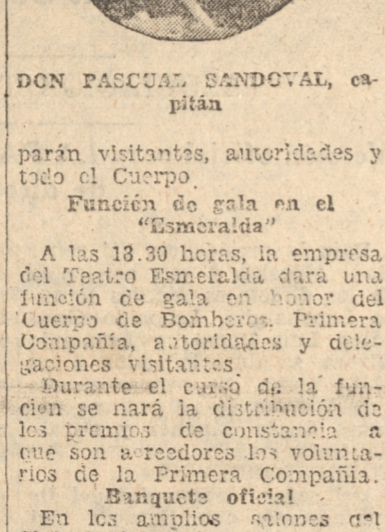 DON PASCUAL SANDOVAL, ca-
pitán
parán visitantes, autoridades y
todo el Cuerpo.
Función de gala en el
"Esmeralda"
A las 18.30 horas, la empresa
del Teatro Esmeralda dará una
función de gala en honor del
Cuerpo de Bomberos. Primera
Compañía, autoridades y dele-
gaciones visitantes.
Durante el curso de la fun-
ción se hará la distribución de
los premios de constancia a
que son acreedores los volunta-
rios de la Primera Compañía.
Banquete oficial
En los amplios salones del